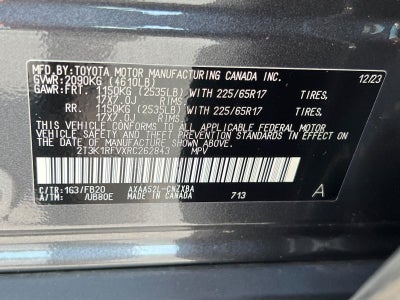 MFD.BY:TOYOTA MOTOR MANUFACTURING CANADA INC.
GVWR:2090KG (4610LB) 12/23
GAWR:FRT. 1150KG (2535LB) WITH 225/65R17 TIRES,
17X7.0J RIMS,
RR. 1150KG (2535LB) WITH 225/65R17 TIRES,
17X7.0J RIMS,
THIS VEHICLE CONFORMS TO ALL APPLICABLE FEDERAL MOTOR
VEHICLE SAFETY BUMPER, AND THEFT PREVENTION STANDARDS
IN EFFECT ON THE DATE OF MANUFACTURE SHOWN ABOVE.
2T3K1RFVXRC262843 MPV
C/TR:1G3/FB20 AXAA52L-CNZXBA
A/TM: /UB80E MADE IN CANADA 713 A